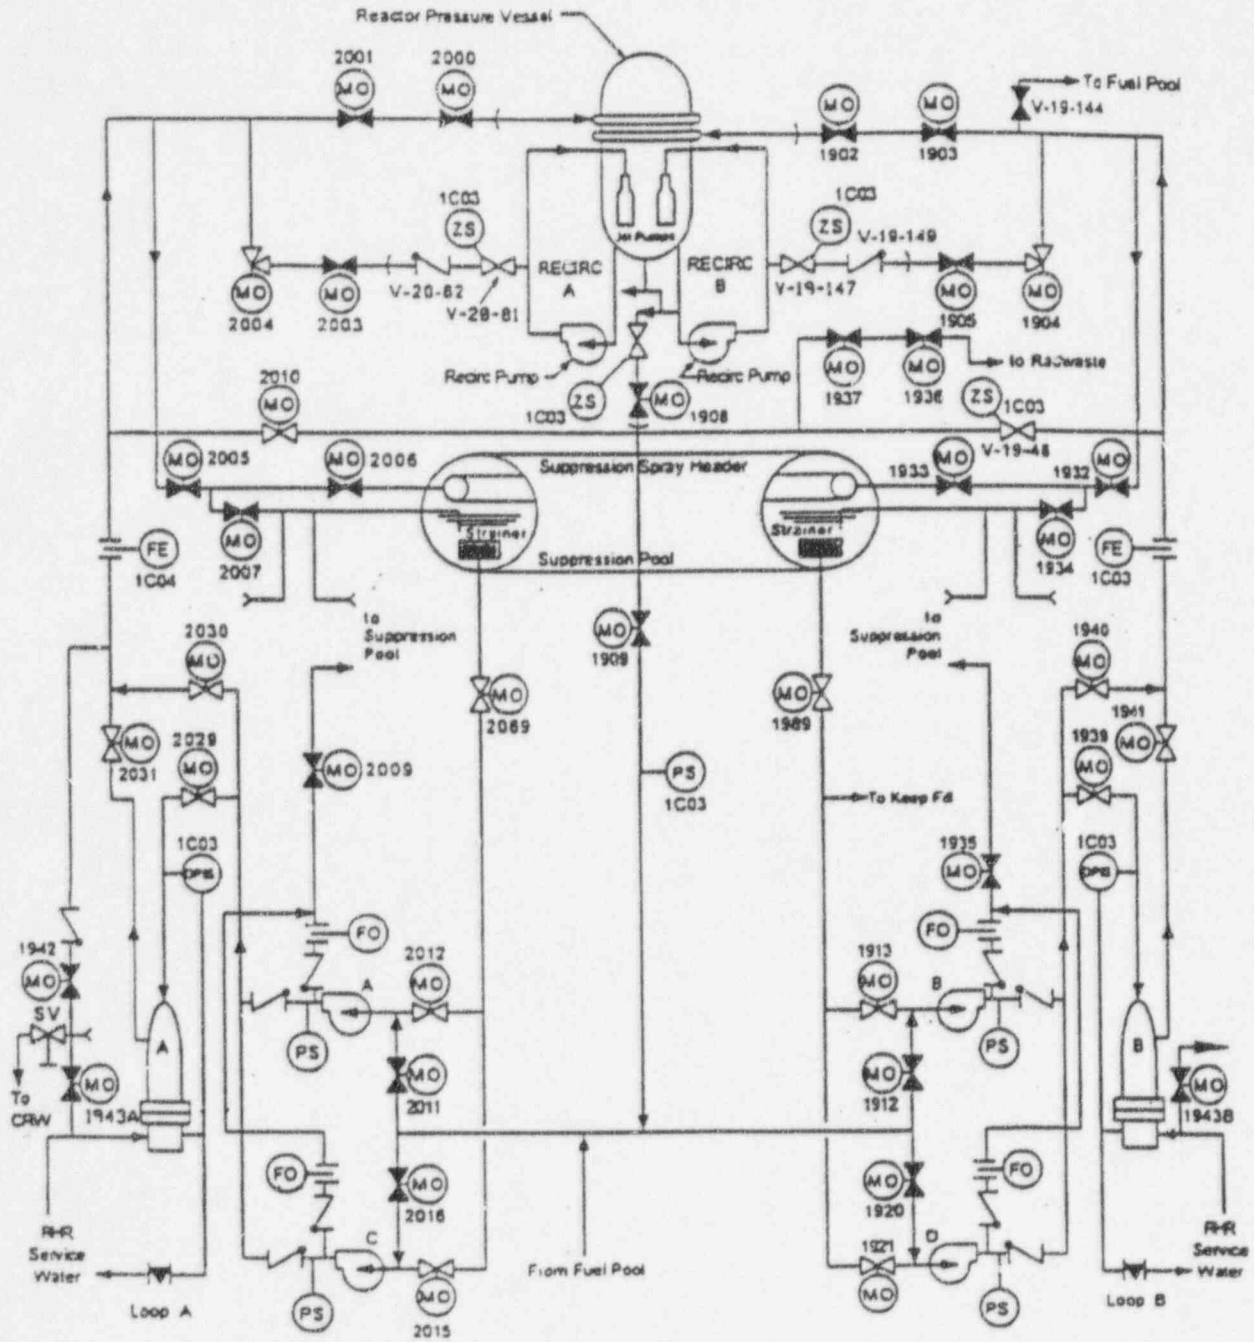 Reactor Pressure Vessel
2001
2000
MO
MO
MO
MO
To Fuel Pool
V-19-144
1902
1903
1C03
ZS
Jet Pumps
1C03
ZS
V-19-149
RECIRC
A
RECIRC
B
MO
2004
MO
2003
V-20-82
V-20-81
V-19-147
MO
1905
MO
1904
Recirc Pump
Recirc Pump
MO
1937
MO
1936
to Radwaste
2010
MO
1C03
ZS
MO
1908
ZS
1C03
V-19-48
MO
2005
MO
2006
Suppression Spray Header
1933
MO
1932
MO
Strainer
Strainer
MO
2007
Suppression Pool
MO
1934
FE
1C04
FE
1C03
to
Suppression
Pool
MO
1909
to
Suppression
Pool
2030
MO
1940
MO
MO
2069
MO
1989
1941
MO
2031
2029
MO
MO
2009
PS
1C03
1939
MO
MO
To Keep Fill
1C03
DPIS
1935
MO
1C03
DPIS
FO
FO
1942
MO
2012
MO
1913
MO
SV
A
B
A
PS
PS
B
To
CRW
MO
1943A
MO
2011
MO
1912
MO
1943B
FO
MO
2016
MO
1920
FO
RHR
Service
Water
C
D
1921
RHR
Service
Water
From Fuel Pool
Loop A
PS
MO
2015
MO
PS
Loop B